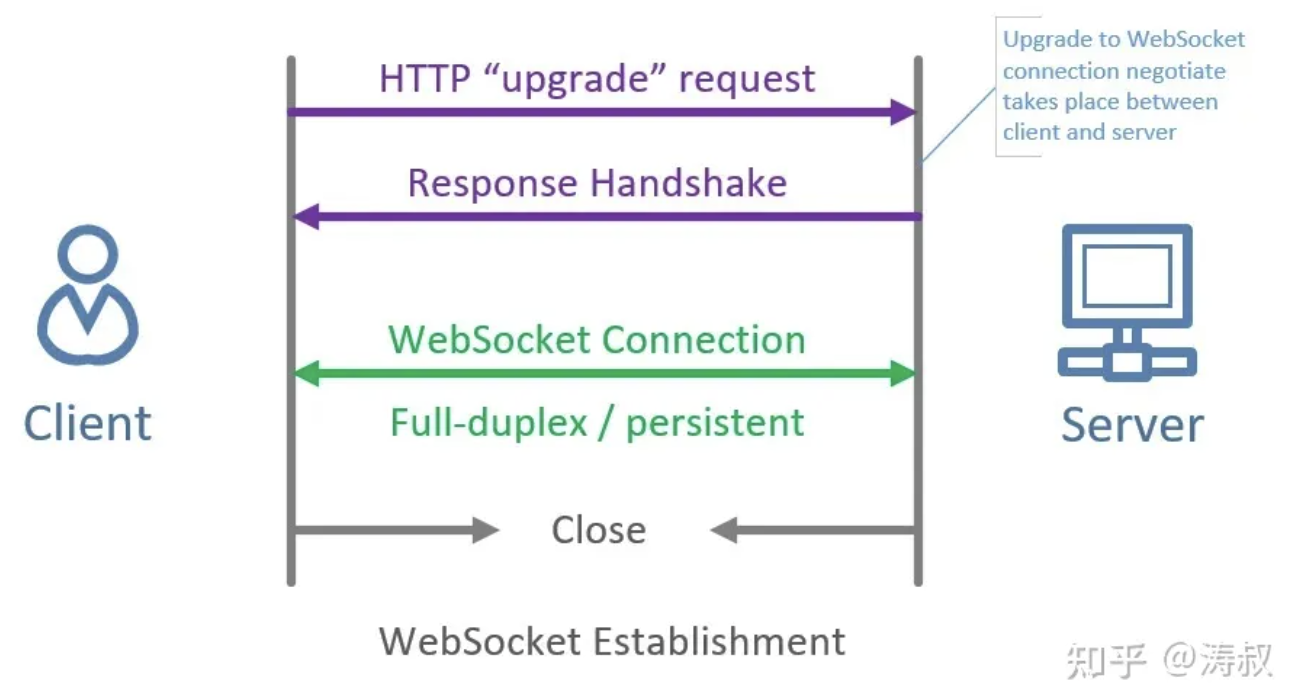 HTTP “upgrade” request
Upgrade to WebSocket
connection negotiate
takes place between
client and server
Response Handshake
WebSocket Connection
Full-duplex / persistent
Client
Server
Close
WebSocket Establishment
知乎 @涛叔